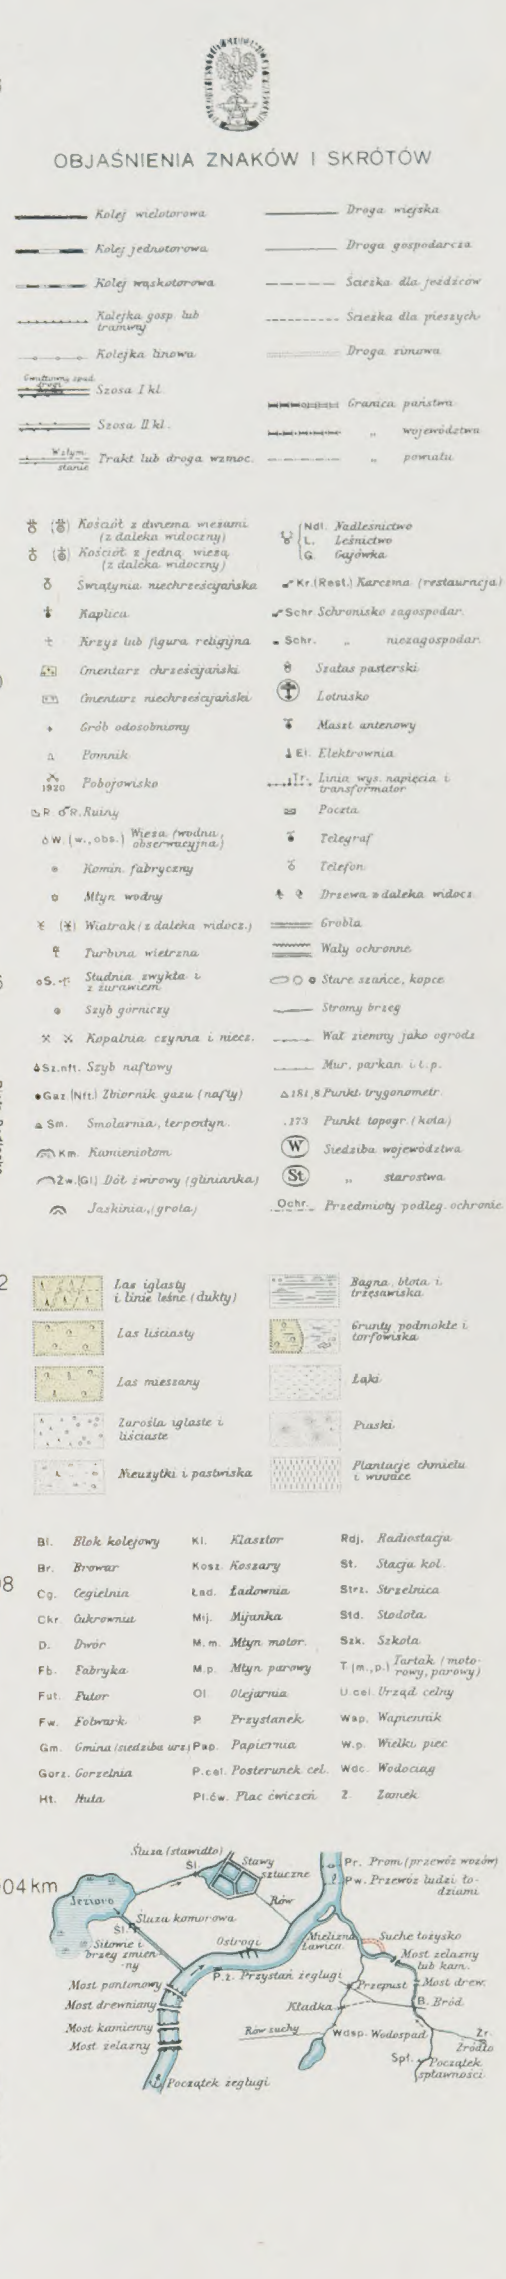 OBJAŚNIENIA ZNAKÓW I SKRÓTÓW
Kolej wielotorowa
Kolej jednotorowa
Kolej wąskotorowa
Kolejka gosp. lub
tramwaj
Kolejka linowa
Gwałtowny spad.
drogi
Szosa I kl.
Szosa II kl.
W złym
stanie
Trakt lub droga wzmoc.
Droga wiejska
Droga gospodarcza
Ścieżka dla jeźdźców
Ścieżka dla pieszych
Droga zimowa
Granica państwa
„ województwa
„ powiatu
Kościół z dwiema wieżami
(z daleka widoczny)
Kościół z jedną wieżą
(z daleka widoczny)
Świątynia niechrześcijańska
Kaplica
Krzyż lub figura religijna
Cmentarz chrześcijański
Cmentarz niechrześcijański
Grób odosobniony
Pomnik
1920 Pobojowisko
R. R. Ruiny
W. (w., obs.) Wieża (wodna,
obserwacyjna)
Komin fabryczny
Młyn wodny
Wiatrak (z daleka widocz.)
Turbina wietrzna
S. Studnia zwykła i
z żurawiem
Szyb górniczy
Kopalnia czynna i niecz.
Sz.nft. Szyb naftowy
Gaz.(Nft.) Zbiornik gazu (nafty)
Sm. Smolarnia, terpentyn.
Km. Kamieniołom
Żw.(Gl.) Dół żwirowy (glinianka)
Jaskinia, (grota)
Ndl. Nadleśnictwo
L. Leśnictwo
G. Gajówka
Kr.(Rest.) Karczma (restauracja)
Schr. Schronisko zagospodar.
Schr. „ niezagospodar.
Szałas pasterski
Lotnisko
Maszt antenowy
El. Elektrownia
Tr. Linia wys. napięcia i
transformator
Poczta
Telegraf
Telefon
Drzewa z daleka widocz.
Grobla
Wały ochronne
Stare szańce, kopce
Stromy brzeg
Wał ziemny jako ogrodz.
Mur, parkan i t. p.
181,8 Punkt trygonometr.
.173 Punkt topogr. (kota)
W Siedziba województwa
St „ starostwa
Ochr. Przedmioty podleg. ochronie
Las iglasty
i linie leśne (dukty)
Las liściasty
Las mieszany
Zarośla iglaste i
liściaste
Nieużytki i pastwiska
Bagna, błota i
trzęsawiska
Grunty podmokłe i
torfowiska
Łąki
Piaski
Plantacje chmielu
i winnice
Bl. Blok kolejowy
Br. Browar
Cg. Cegielnia
Ckr. Cukrownia
D. Dwór
Fb. Fabryka
Fut. Futor
Fw. Folwark
Gm. Gmina (siedziba urz.)
Gorz. Gorzelnia
Ht. Huta
Kl. Klasztor
Kosz. Koszary
Ład. Ładownia
Mij. Mijanka
M.m. Młyn motor.
M.p. Młyn parowy
Ol. Olejarnia
P. Przystanek
Pap. Papiernia
P.cel. Posterunek cel.
Pl.ćw. Plac ćwiczeń
Rdj. Radiostacja
St. Stacja kol.
Strz. Strzelnica
Std. Stodoła
Szk. Szkoła
T.(m.,p.) Tartak (moto-
rowy, parowy)
U.cel. Urząd celny
Wap. Wapiennik
W.p. Wielki piec
Wdc. Wodociąg
Z. Zamek
04 km
Śluza (stawidło)
Śl.
Stawy
sztuczne
Pr. Prom (przewóz wozów)
Pw. Przewóz ludzi ło-
dziami
Jezioro
Rów
Śluza komorowa
Śl.
Sitowie i
brzeg zmien-
ny
Ostrogi
Mielizna
Ławica
Suche łożysko
Most żelazny
lub kam.
P.ż. Przystań żeglugi
Most pontonowy
Przepust
Most drew.
Most drewniany
Kładka
B. Bród
Most kamienny
Rów suchy
Wdsp. Wodospad
Źr.
Źródło
Most żelazny
Spł.
Początek
spławności
Początek żeglugi